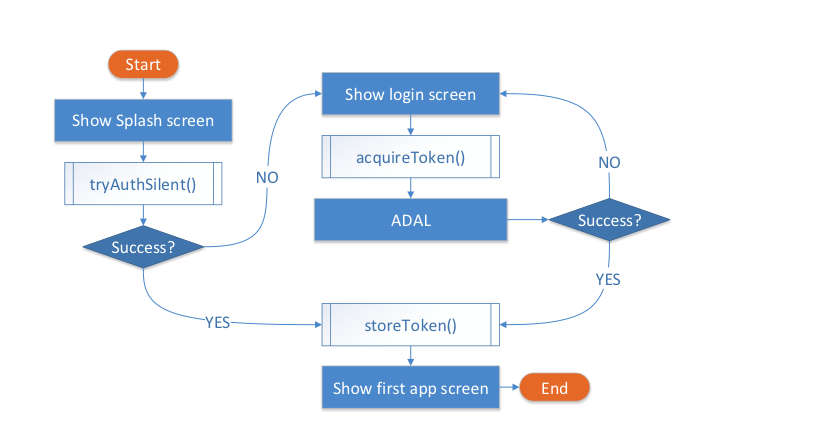 Start
Show Splash screen
tryAuthSilent()
Success?
NO
YES
Show login screen
acquireToken()
ADAL
Success?
NO
YES
storeToken()
Show first app screen
End